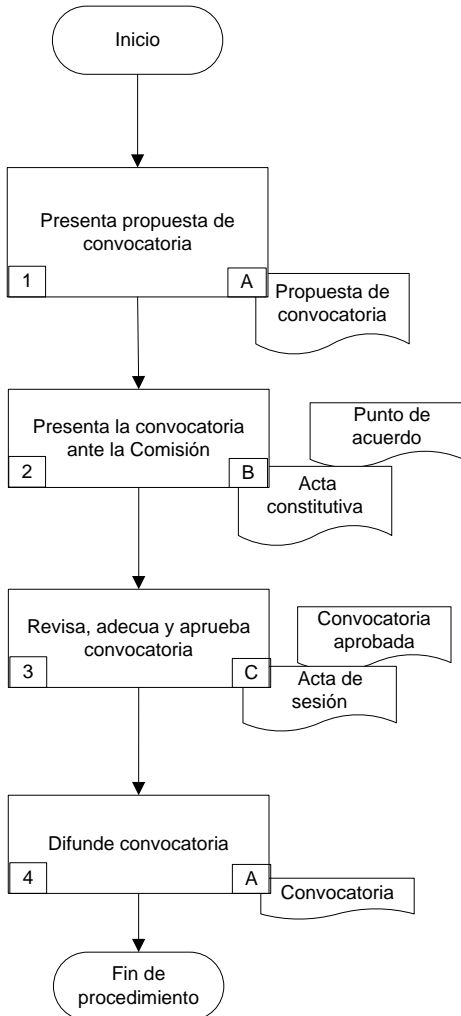 Inicio
Presenta propuesta de
convocatoria
1
A
Propuesta de
convocatoria
Presenta la convocatoria
ante la Comisión
2
B
Punto de
acuerdo
Acta
constitutiva
Revisa, adecua y aprueba
convocatoria
3
C
Convocatoria
aprobada
Acta de
sesión
Difunde convocatoria
4
A
Convocatoria
Fin de
procedimiento